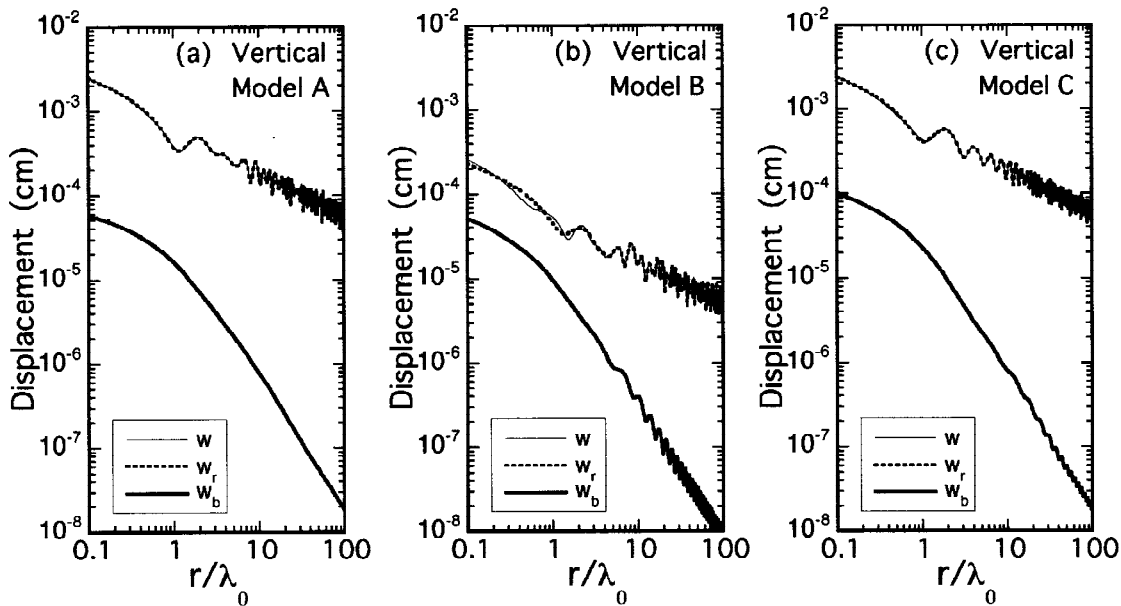 (a) Vertical
Model A
Displacement (cm)
10^-2
10^-3
10^-4
10^-5
10^-6
10^-7
10^-8
w
w_r
w_b
0.1 1 10 100
r/λ_0
(b) Vertical
Model B
Displacement (cm)
10^-2
10^-3
10^-4
10^-5
10^-6
10^-7
10^-8
w
w_r
w_b
0.1 1 10 100
r/λ_0
(c) Vertical
Model C
Displacement (cm)
10^-2
10^-3
10^-4
10^-5
10^-6
10^-7
10^-8
w
w_r
w_b
0.1 1 10 100
r/λ_0